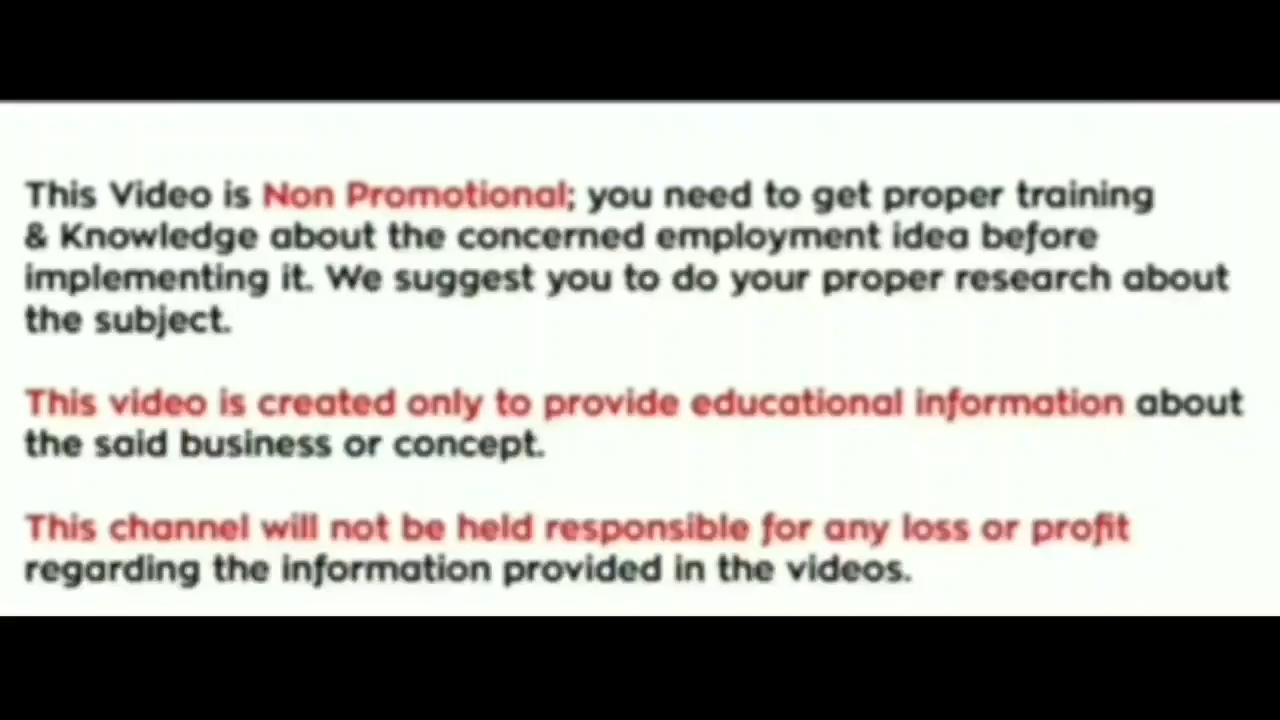 This Video is Non Promotional; you need to get proper training
& Knowledge about the concerned employment idea before
implementing it. We suggest you to do your proper research about
the subject.
This video is created only to provide educational information about
the said business or concept.
This channel will not be held responsible for any loss or profit
regarding the information provided in the videos.